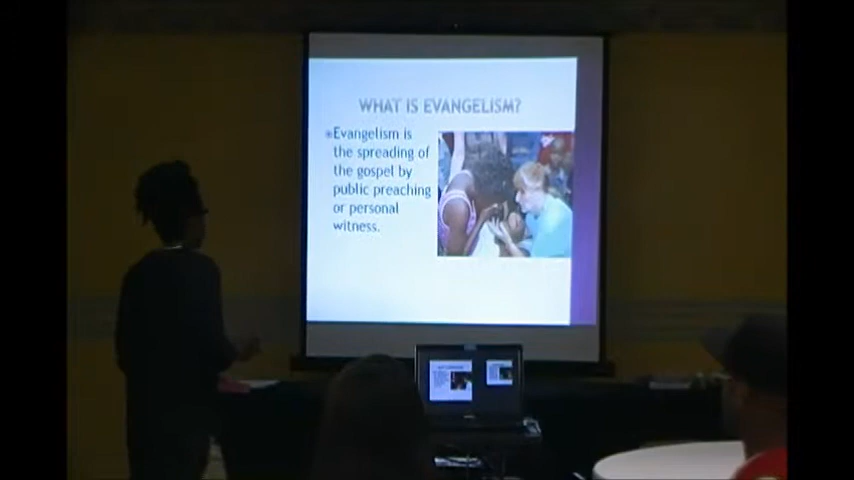 WHAT IS EVANGELISM?
Evangelism is
the spreading of
the gospel by
public preaching
or personal
witness.